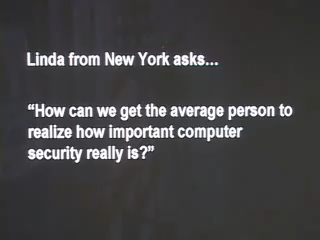 Linda from New York asks...
“How can we get the average person to
realize how important computer
security really is?”